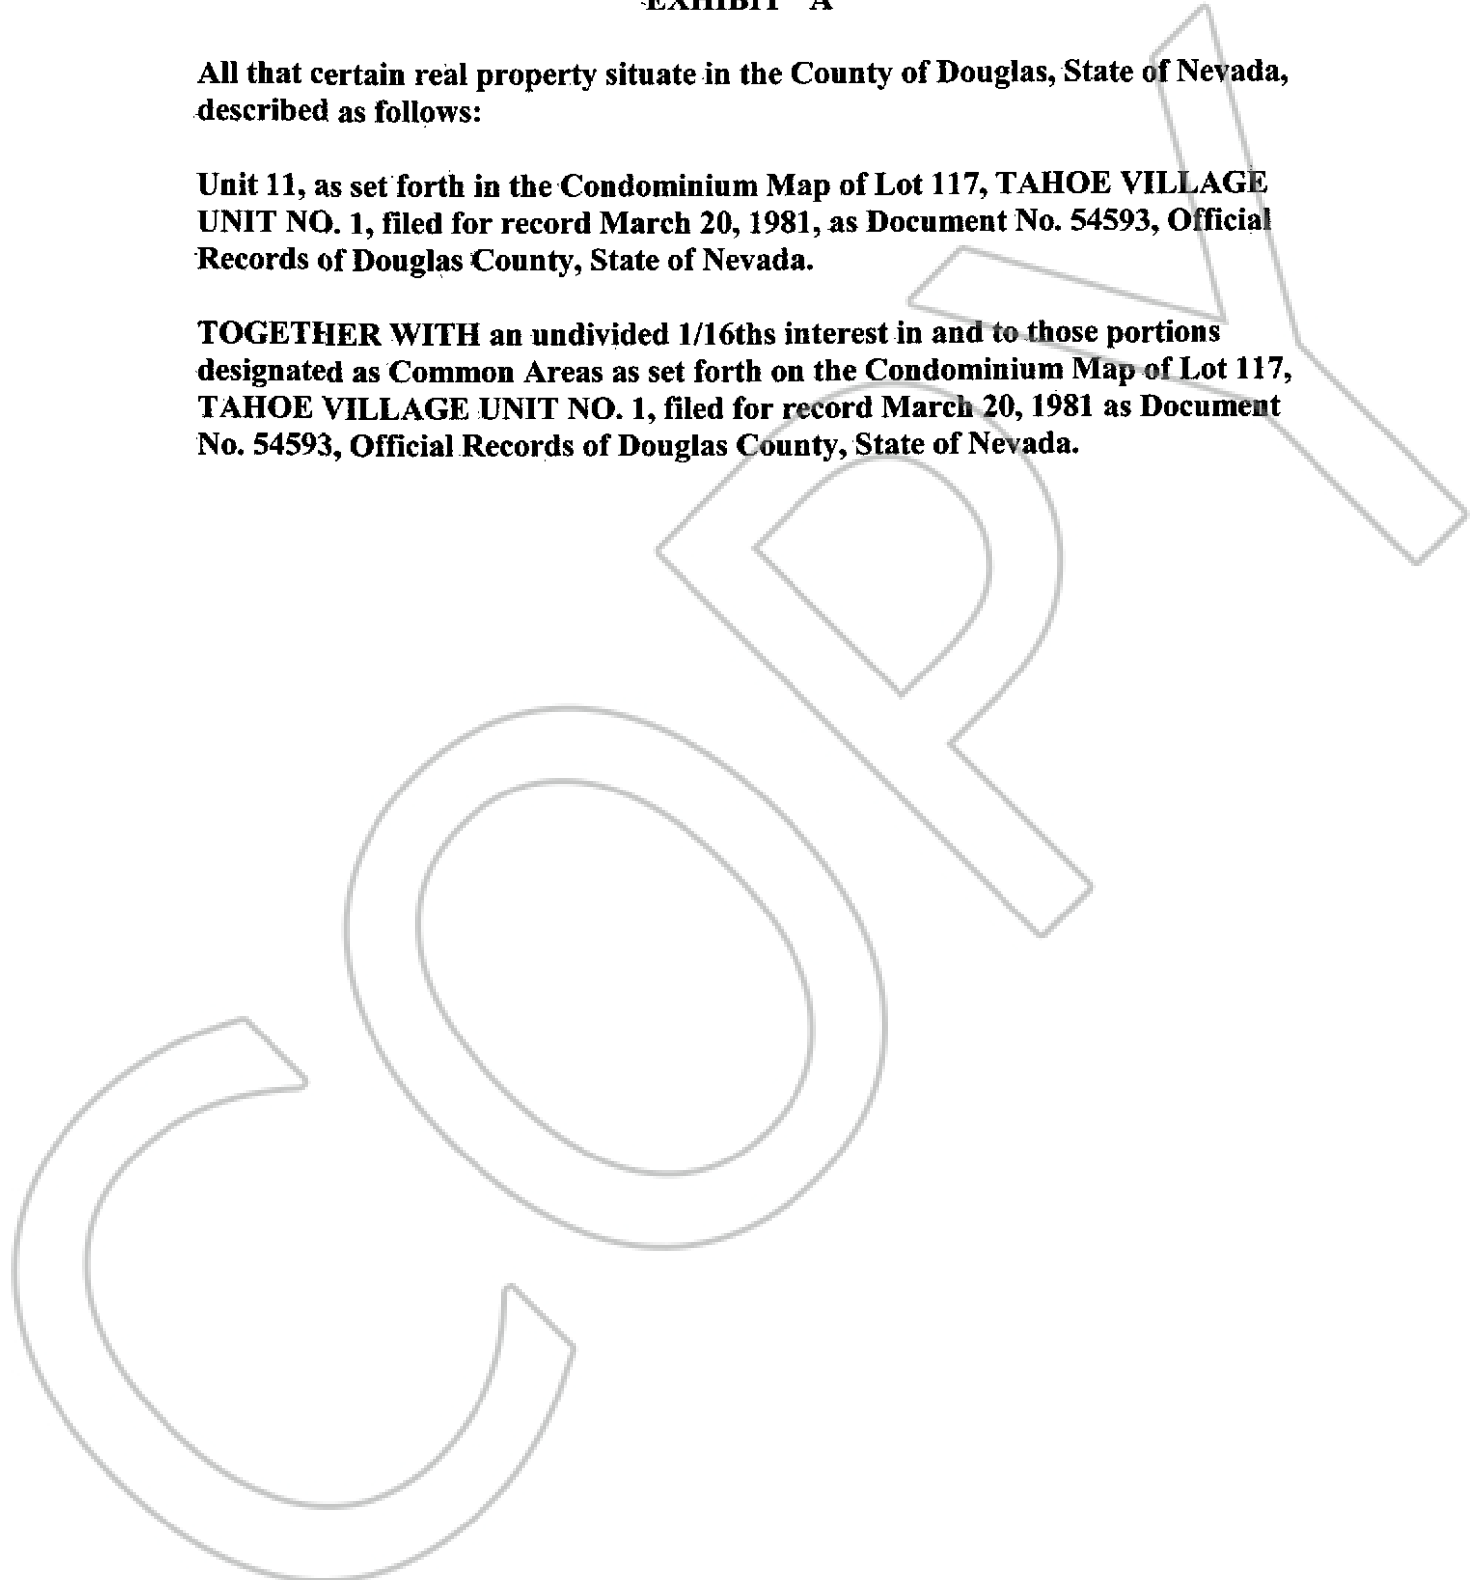 EXHIBIT "A"
All that certain real property situate in the County of Douglas, State of Nevada,
described as follows:
Unit 11, as set forth in the Condominium Map of Lot 117, TAHOE VILLAGE
UNIT NO. 1, filed for record March 20, 1981, as Document No. 54593, Official
Records of Douglas County, State of Nevada.
TOGETHER WITH an undivided 1/16ths interest in and to those portions
designated as Common Areas as set forth on the Condominium Map of Lot 117,
TAHOE VILLAGE UNIT NO. 1, filed for record March 20, 1981 as Document
No. 54593, Official Records of Douglas County, State of Nevada.
COPY